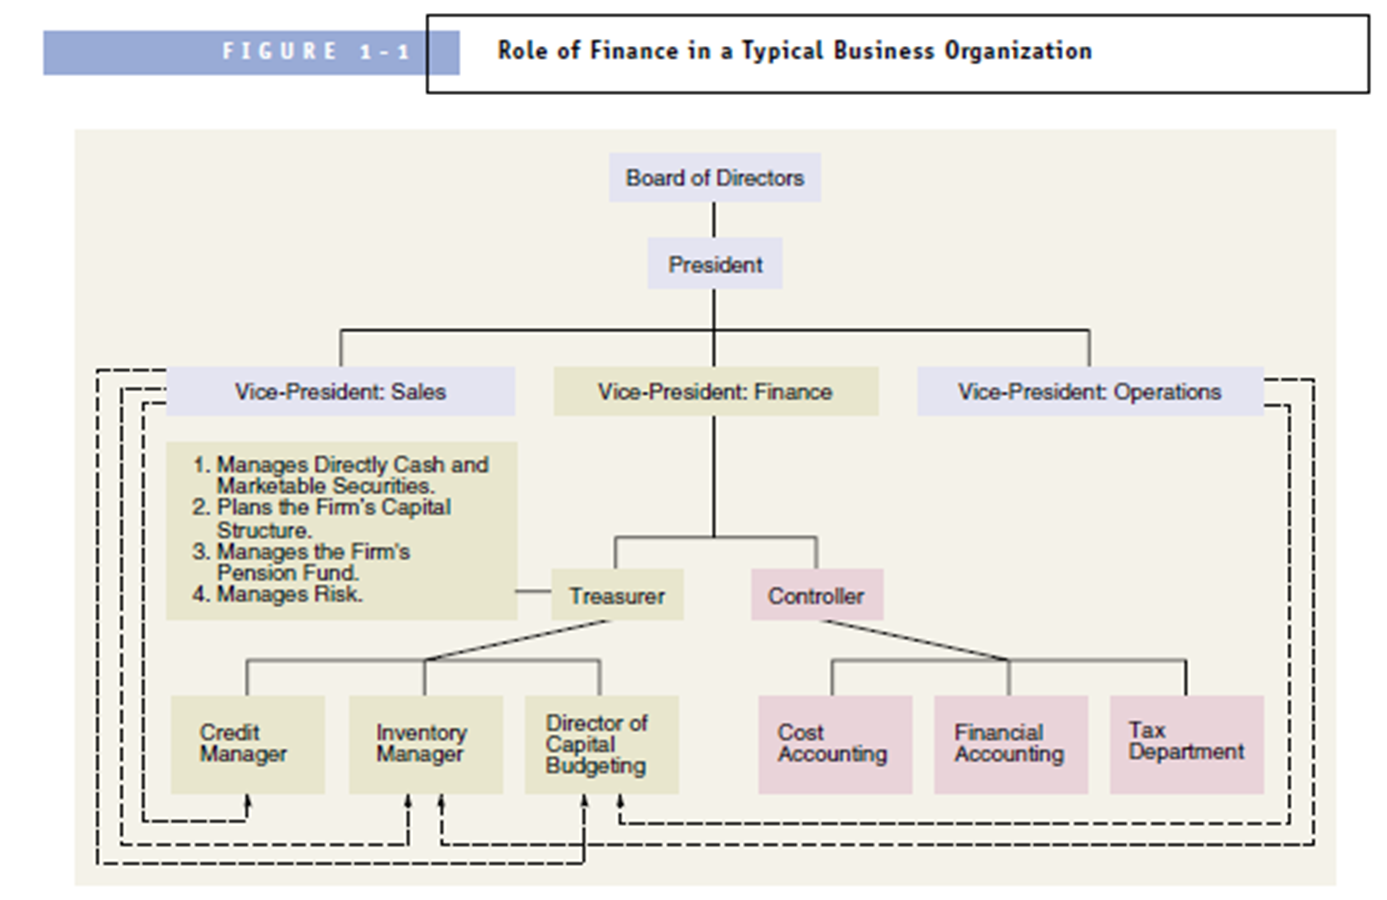 FIGURE 1-1
Role of Finance in a Typical Business Organization
Board of Directors
President
Vice-President: Sales
Vice-President: Finance
Vice-President: Operations
1. Manages Directly Cash and
Marketable Securities.
2. Plans the Firm's Capital
Structure.
3. Manages the Firm's
Pension Fund.
4. Manages Risk.
Treasurer
Controller
Credit
Manager
Inventory
Manager
Director of
Capital
Budgeting
Cost
Accounting
Financial
Accounting
Tax
Department